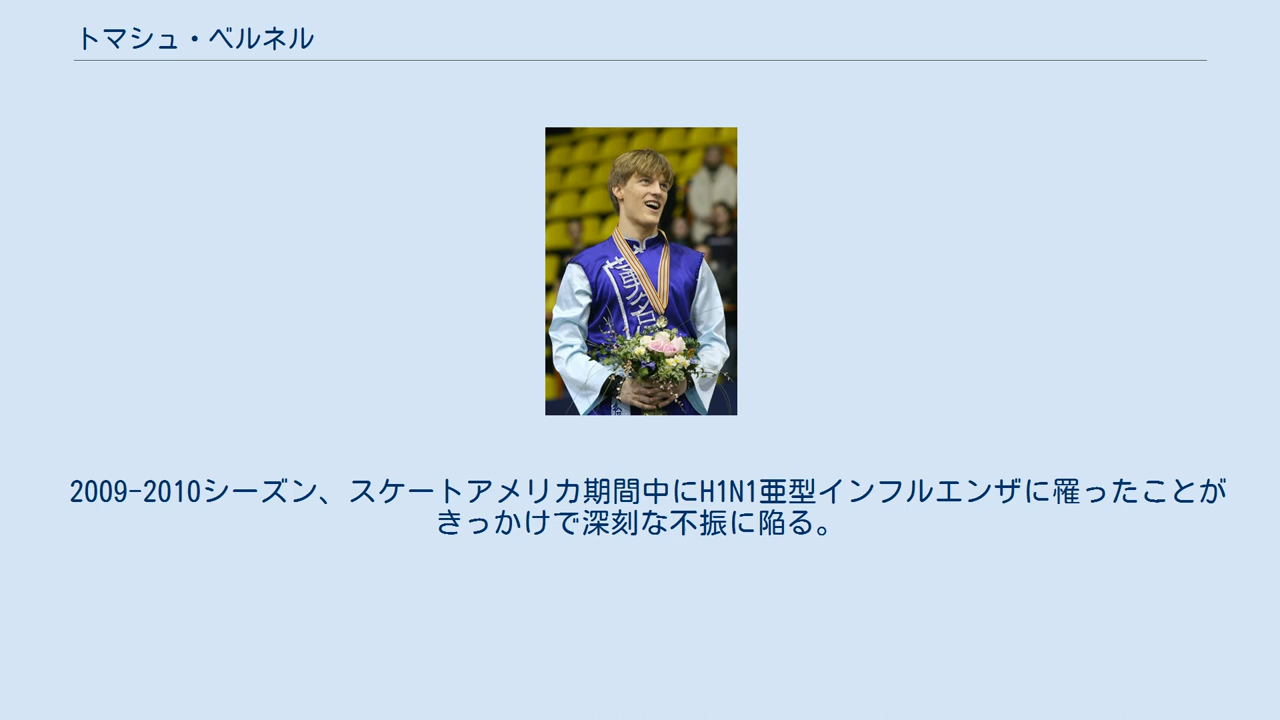 トマシュ・ベルネル
2009-2010シーズン、スケートアメリカ期間中にH1N1亜型インフルエンザに罹ったことが
きっかけで深刻な不振に陥る。